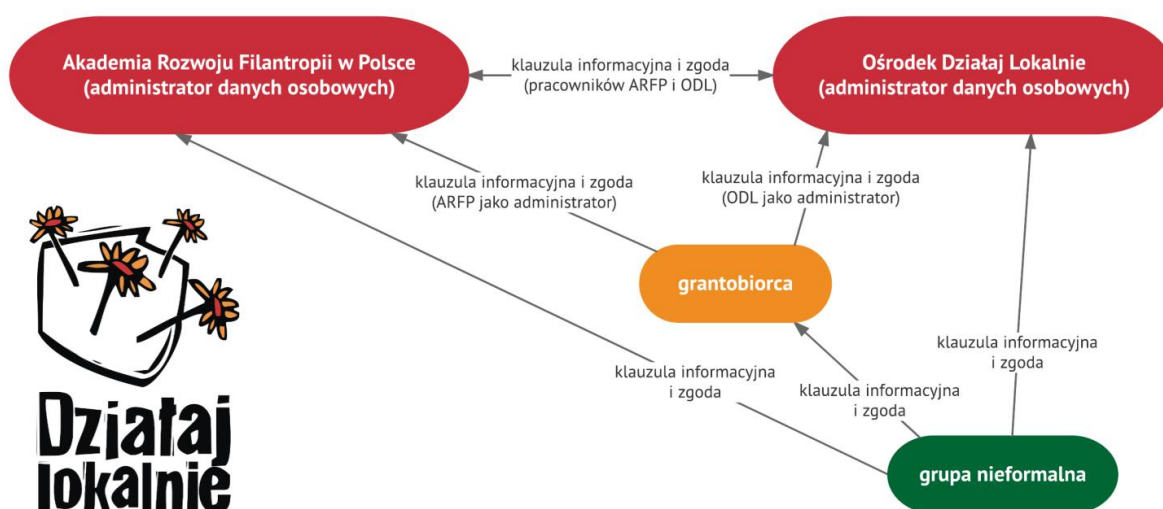 Akademia Rozwoju Filantropii w Polsce
(administrator danych osobowych)
klauzula informacyjna i zgoda
(pracowników ARFP i ODL)
Ośrodek Działaj Lokalnie
(administrator danych osobowych)
klauzula informacyjna i zgoda
(ARFP jako administrator)
klauzula informacyjna i zgoda
(ODL jako administrator)
grantobiorca
klauzula informacyjna
i zgoda
klauzula informacyjna
i zgoda
klauzula informacyjna
i zgoda
grupa nieformalna
Działaj
lokalnie